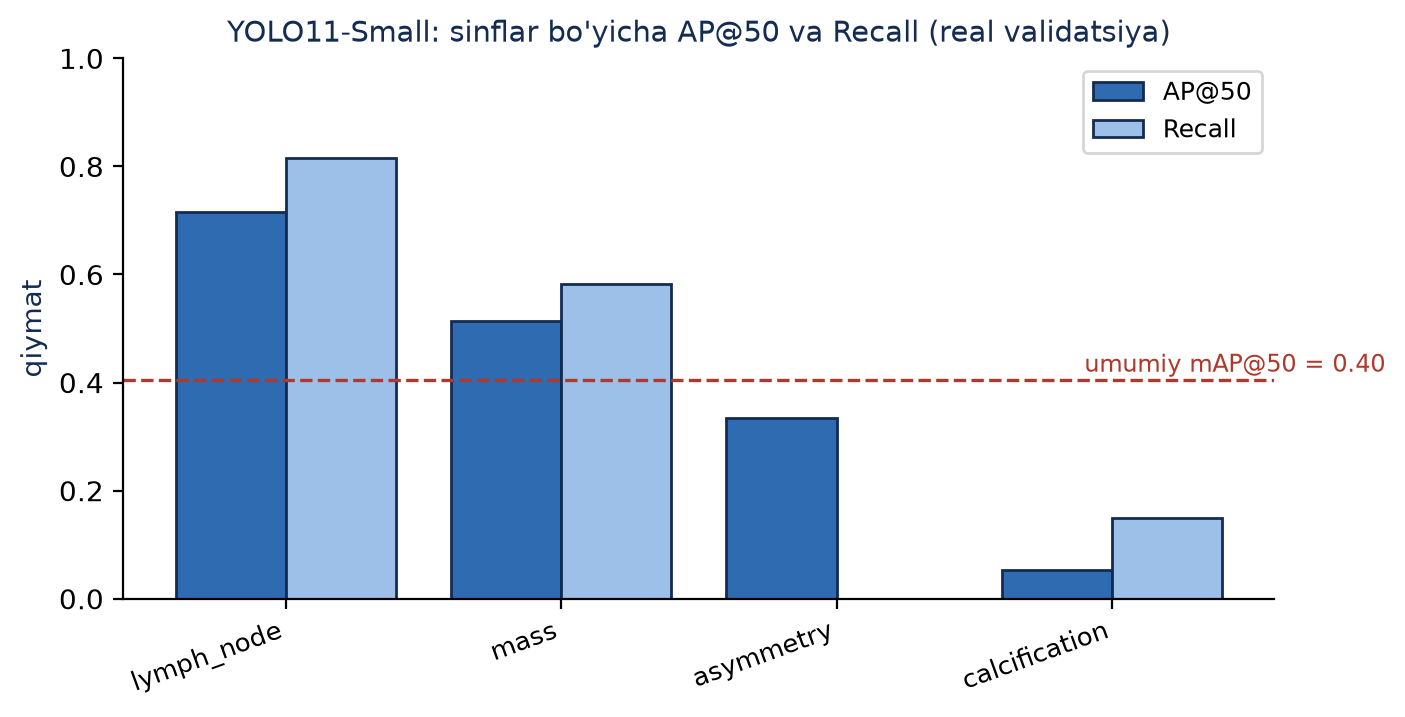 YOLO11-Small: sinflar bo'yicha AP@50 va Recall (real validatsiya)
AP@50
Recall
qiymat
1.0
0.8
0.6
0.4
0.2
0.0
umumiy mAP@50 = 0.40
lymph_node
mass
asymmetry
calcification